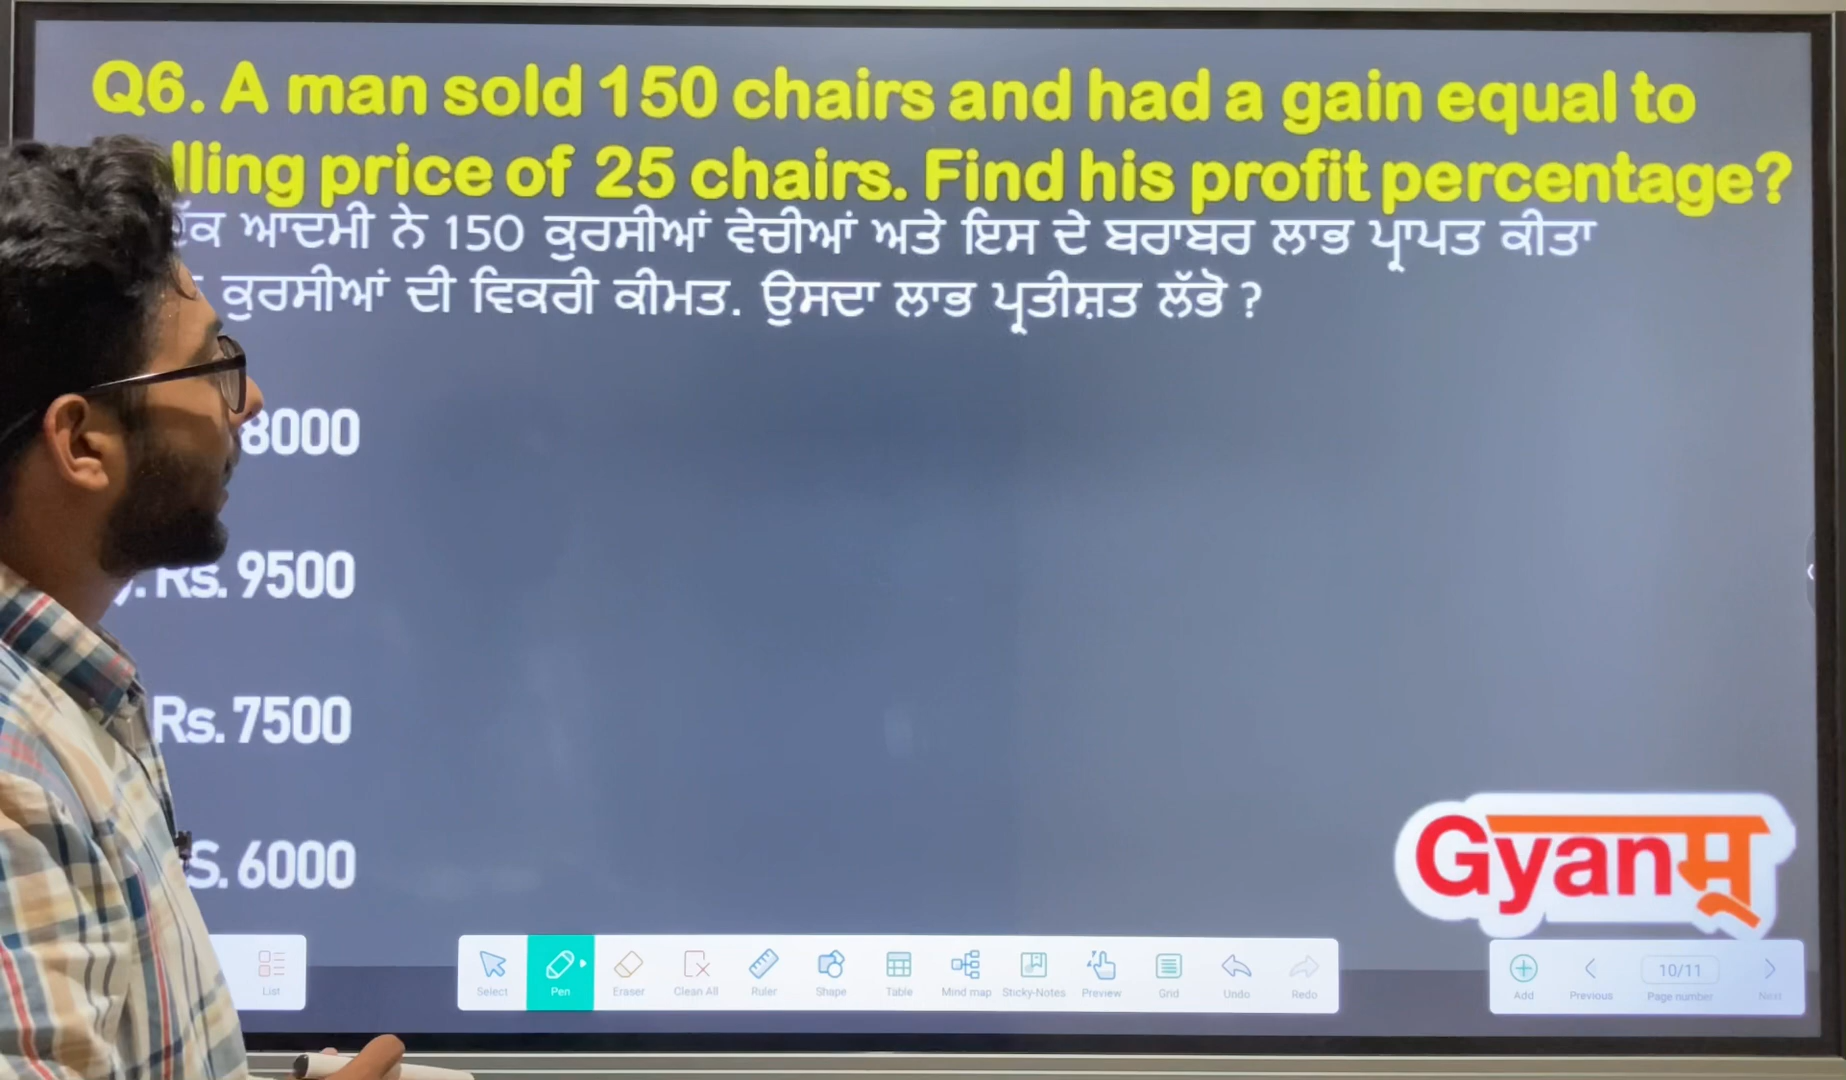 Q6. A man sold 150 chairs and had a gain equal to
price of 25 chairs. Find his profit percentage?
ਆਦਮੀ ਨੇ 150 ਕੁਰਸੀਆਂ ਵੇਚੀਆਂ ਅਤੇ ਇਸ ਦੇ ਬਰਾਬਰ ਲਾਭ ਪ੍ਰਾਪਤ ਕੀਤਾ
ਕੁਰਸੀਆਂ ਦੀ ਵਿਕਰੀ ਕੀਮਤ. ਉਸਦਾ ਲਾਭ ਪ੍ਰਤੀਸ਼ਤ ਲੱਭੋ ?
8000
Rs. 9500
Rs. 7500
S. 6000
Gyanਮ੍ਰ
List
Select Pen Eraser Clean All Ruler Shape Table Mind map Sticky-Notes Preview Grid Undo Redo
10/11
Add Previous Page number Next